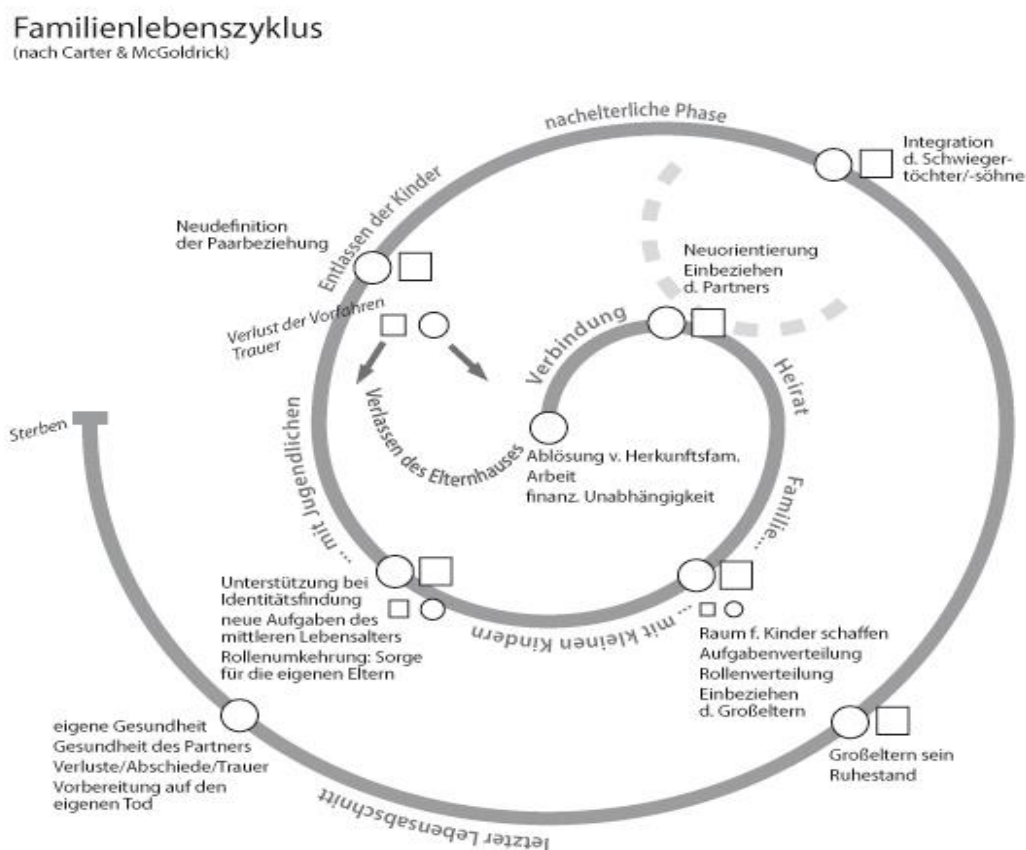 Familienlebenszyklus
(nach Carter & McGoldrick)
nachelterliche Phase
Integration
d. Schwieger-
töchter/-söhne
Entlassen der Kinder
Neudefinition
der Paarbeziehung
Neuorientierung
Einbeziehen
d. Partners
Verlust der Vorfahren
Trauer
Verbindung
Heirat
Verlassen des Elternhauses
Sterben
Ablösung v. Herkunftsfam.
Arbeit
finanz. Unabhängigkeit
... mit Jugendlichen
Familie...
Unterstützung bei
Identitätsfindung
neue Aufgaben des
mittleren Lebensalters
Rollenumkehrung: Sorge
für die eigenen Eltern
... mit kleinen Kindern
Raum f. Kinder schaffen
Aufgabenverteilung
Rollenverteilung
Einbeziehen
d. Großeltern
eigene Gesundheit
Gesundheit des Partners
Verluste/Abschiede/Trauer
Vorbereitung auf den
eigenen Tod
Großeltern sein
Ruhestand
letzter Lebensabschnitt